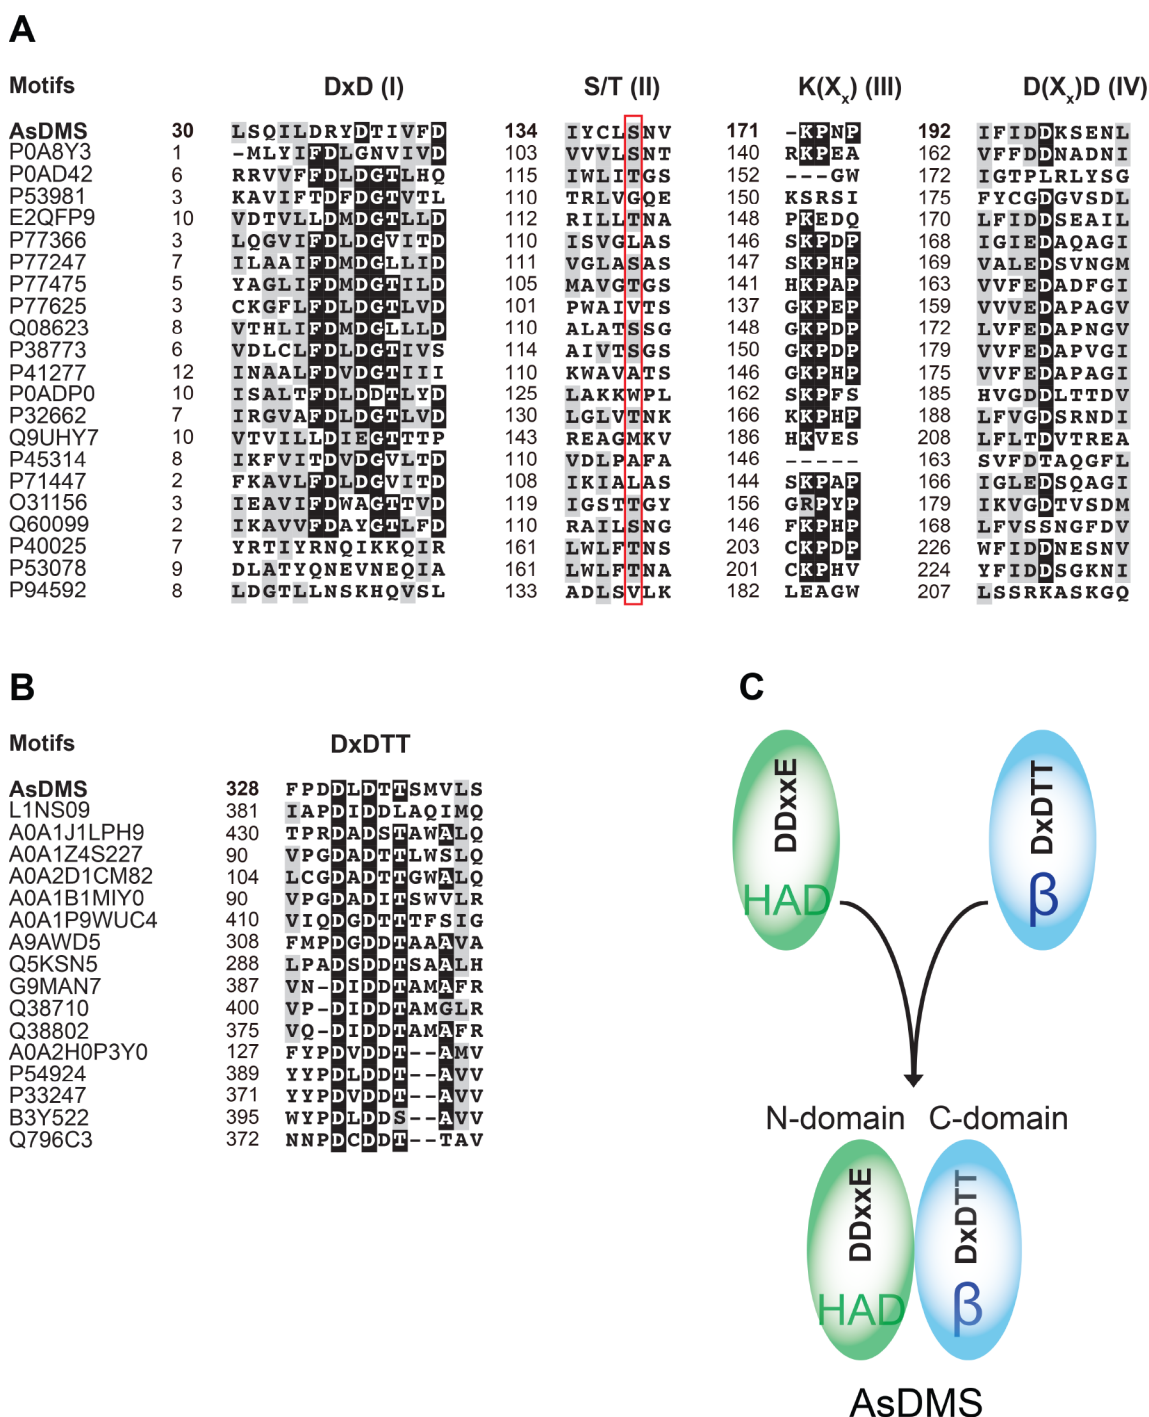 A
Motifs DxD (I) S/T (II) K(Xx) (III) D(Xx)D (IV)
AsDMS 30 LSQILDRYDTIVFD 134 IYCLSNV 171 -KPNP 192 IFIDDKSENL
P0A8Y3 1 -MLYIFDLGNVIVD 103 VVVLSNT 140 RKPEA 162 VFFDDNADNI
P0AD42 6 RRVVFFDLDGTLHQ 115 IWLITGS 152 ---GW 172 IGTPLRLYSG
P53981 3 KAVIFTDFDGTVTL 110 TRLVGQE 150 KSRSI 175 FYCGDGVSDL
E2QFP9 10 VDTVLLDMDGTLLD 112 RILLTNA 148 PKEDQ 170 LFIDDSEAIL
P77366 3 LQGVIFDLDGVITD 110 ISVGLAS 146 SKPDP 168 IGIEDAQAGI
P77247 7 ILAAIFDMDGLLID 111 VGLASAS 147 SKPHP 169 VALEDSVNGM
P77475 5 YAGLIFDMDGTILD 105 MAVGTGS 141 HKPAP 163 VVFEDADFGI
P77625 3 CKGFLFDLDGTLVD 101 PWAIVTS 137 GKPEP 159 VVVEDAPAGI
Q08623 8 VTHLIFDMDGLLLD 110 ALATSSG 148 GKPDP 172 LVFEDAPNGV
P38773 6 VDLCLFDLDGTIVS 114 AIVTSGS 150 GKPDP 179 VVFEDAPVGI
P41277 12 INAALFDVDGTIII 110 KWAVATS 146 GKPHP 175 VVFEDAPAGI
P0ADP0 10 ISALTFDLDDTLYD 125 LAKKWPL 162 SKPFS 185 HVGDDLTTDV
P32662 7 IRGVAFDLDGTLVD 130 LGLVTNK 166 KKPHP 188 LFVGDSRNDI
Q9UHY7 10 VTVILLDIEGTTTP 143 REAGMKV 186 HKVES 208 LFLTDVTREA
P45314 8 IKFVITDVDGVLTD 110 VDLPAFA 146 ----- 163 SVFDTAQGFL
P71447 2 FKAVLFDLDGVITD 108 IKIALAS 144 SKPAP 166 IGLEDSQAGI
O31156 3 IEAVIFDWAGTTVD 119 IGSTTGY 156 GRPYP 179 IKVGDTVSDM
Q60099 2 IKAVVFDAYGTLFD 110 RAILSNG 146 FKPHP 168 LFVSSNGFDV
P40025 7 YRTIYRNQIKKQIR 161 LWLFTNS 203 CKPDP 226 WFIDDNESNV
P53078 9 DLATYQNEVNEQIA 161 LWLFTNA 201 CKPHV 224 YFIDDSGKNI
P94592 8 LDGTLLNSKHQVSL 133 ADLSVLK 182 LEAGW 207 LSSRKASKGQ
B
Motifs DxDTT
AsDMS 328 FPDDLDTTSMVLS
L1NS09 381 IAPDIDDLAQIMQ
A0A1J1LPH9 430 TPRDADSTAWALQ
A0A1Z4S227 90 VPGDADTTLWSLQ
A0A2D1CM82 104 LCGDADTTGWALQ
A0A1B1MIY0 90 VPGDADITSWVLR
A0A1P9WUC4 410 VIQDGDTTTFSIG
A9AWD5 308 FMPDGDDTAAAVA
Q5KSN5 288 LPADSDDTSAALH
G9MAN7 387 VN-DIDDTAMAFR
Q38710 400 VP-DIDDTAMGLR
Q38802 375 VQ-DIDDTAMAFR
A0A2H0P3Y0 127 FYPDVDDT--AMV
P54924 389 YYPDLDDT--AVV
P33247 371 YYPDVDDT--AVV
B3Y522 395 WYPDLDDS--AVV
Q796C3 372 NNPDCDDT--TAV
C
DDxxE
HAD
DxDTT
β
N-domain C-domain
DDxxE
HAD
DxDTT
β
AsDMS